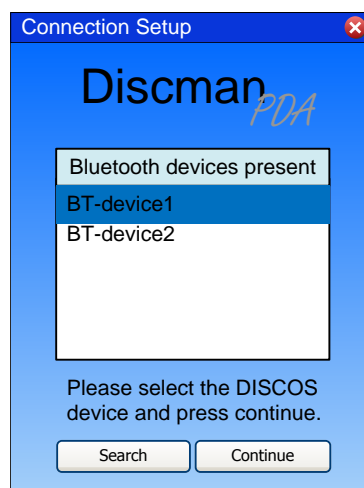 Connection Setup
Discman
PDA
Bluetooth devices present
BT-device1
BT-device2
Please select the DISCOS
device and press continue.
Search Continue